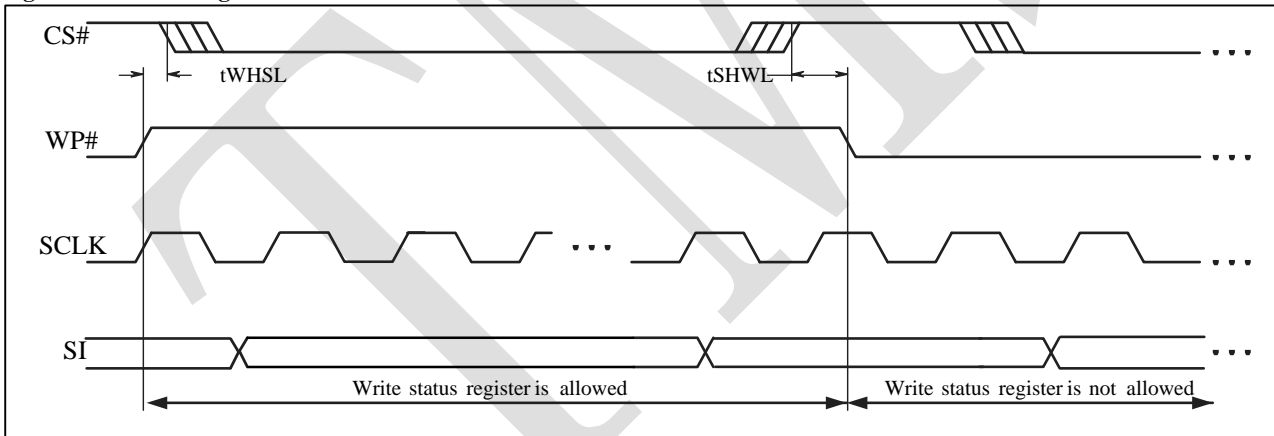 CS#
tWHSL
tSHWL
WP#
SCLK
SI
Write status register is allowed
Write status register is not allowed